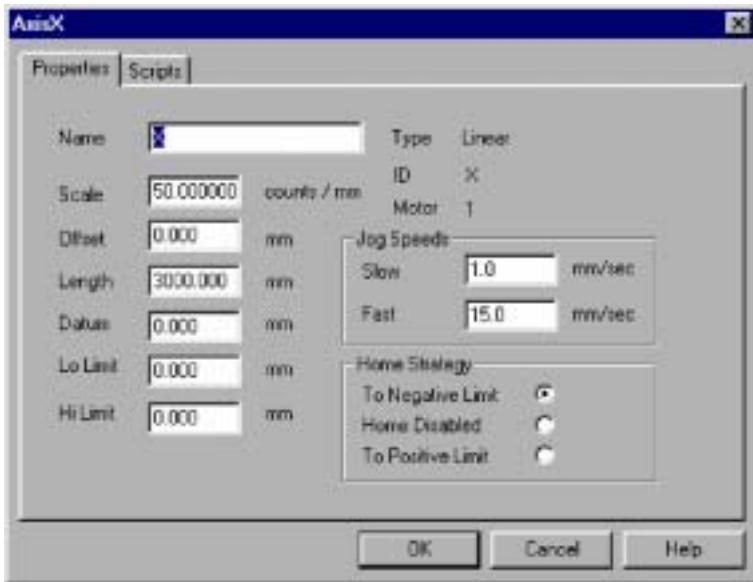 AxisX
Properties
Scripts
Name X
Type Linear
ID X
Motor 1
Scale 50.000000 counts / mm
Offset 0.000 mm
Length 3000.000 mm
Datum 0.000 mm
Lo Limit 0.000 mm
Hi Limit 0.000 mm
Jog Speeds
Slow 1.0 mm/sec
Fast 15.0 mm/sec
Home Strategy
To Negative Limit
Home Disabled
To Positive Limit
OK
Cancel
Help